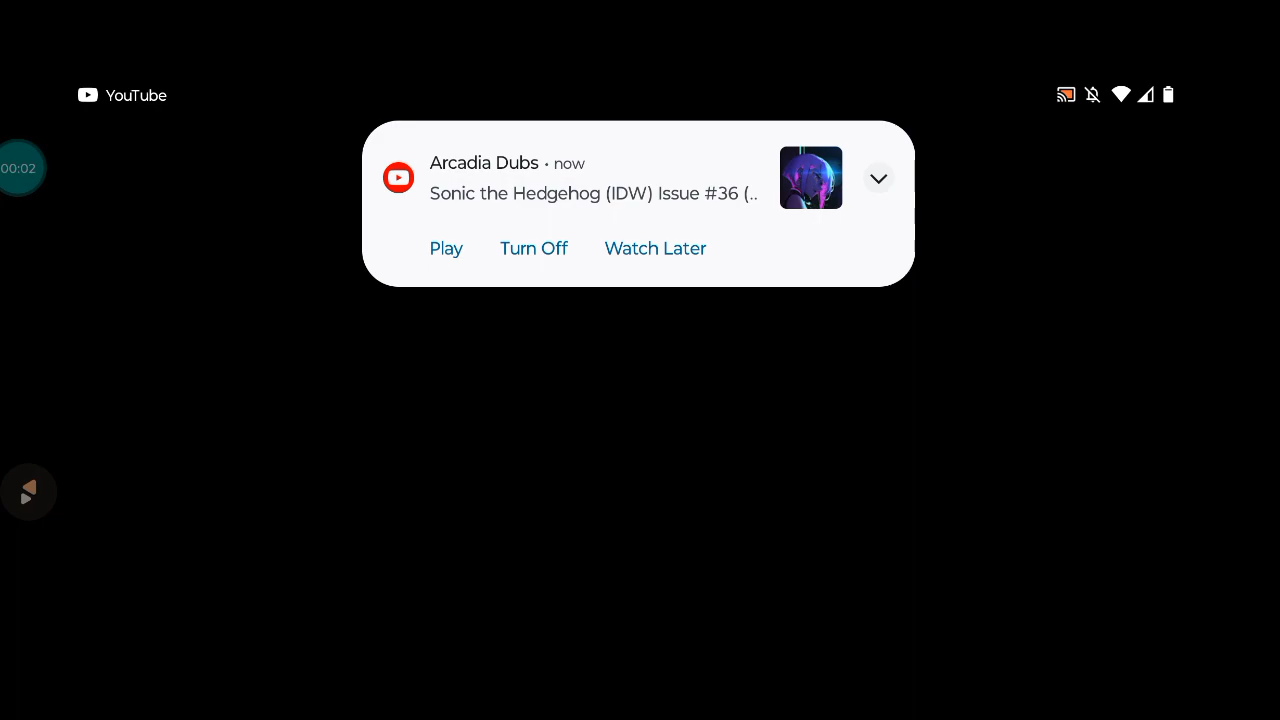 YouTube
00:02
Arcadia Dubs • now
Sonic the Hedgehog (IDW) Issue #36 (..
Play Turn Off Watch Later